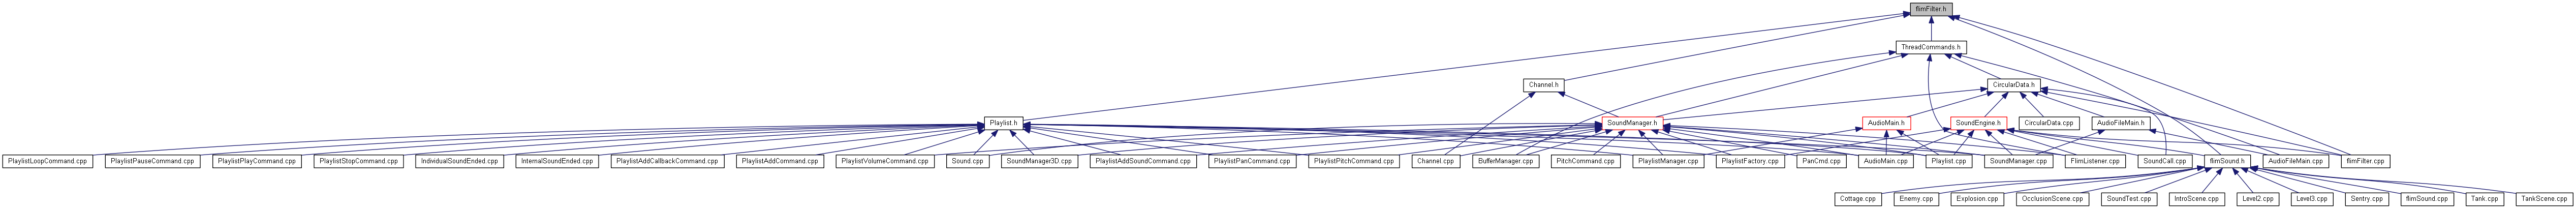 flimFilter.h
ThreadCommands.h
Channel.h
CircularData.h
Playlist.h
SoundManager.h
AudioMain.h
SoundEngine.h
CircularData.cpp
AudioFileMain.h
PlaylistLoopCommand.cpp
PlaylistPauseCommand.cpp
PlaylistPlayCommand.cpp
PlaylistStopCommand.cpp
IndividualSoundEnded.cpp
InternalSoundEnded.cpp
PlaylistAddCallbackCommand.cpp
PlaylistAddCommand.cpp
PlaylistVolumeCommand.cpp
Sound.cpp
SoundManager3D.cpp
PlaylistAddSoundCommand.cpp
PlaylistPanCommand.cpp
PlaylistPitchCommand.cpp
Channel.cpp
BufferManager.cpp
PitchCommand.cpp
PlaylistManager.cpp
PlaylistFactory.cpp
PanCmd.cpp
AudioMain.cpp
Playlist.cpp
SoundManager.cpp
FlimListener.cpp
SoundCall.cpp
flimSound.h
AudioFileMain.cpp
flimFilter.cpp
Cottage.cpp
Enemy.cpp
Explosion.cpp
OcclusionScene.cpp
SoundTest.cpp
IntroScene.cpp
Level2.cpp
Level3.cpp
Sentry.cpp
flimSound.cpp
Tank.cpp
TankScene.cpp